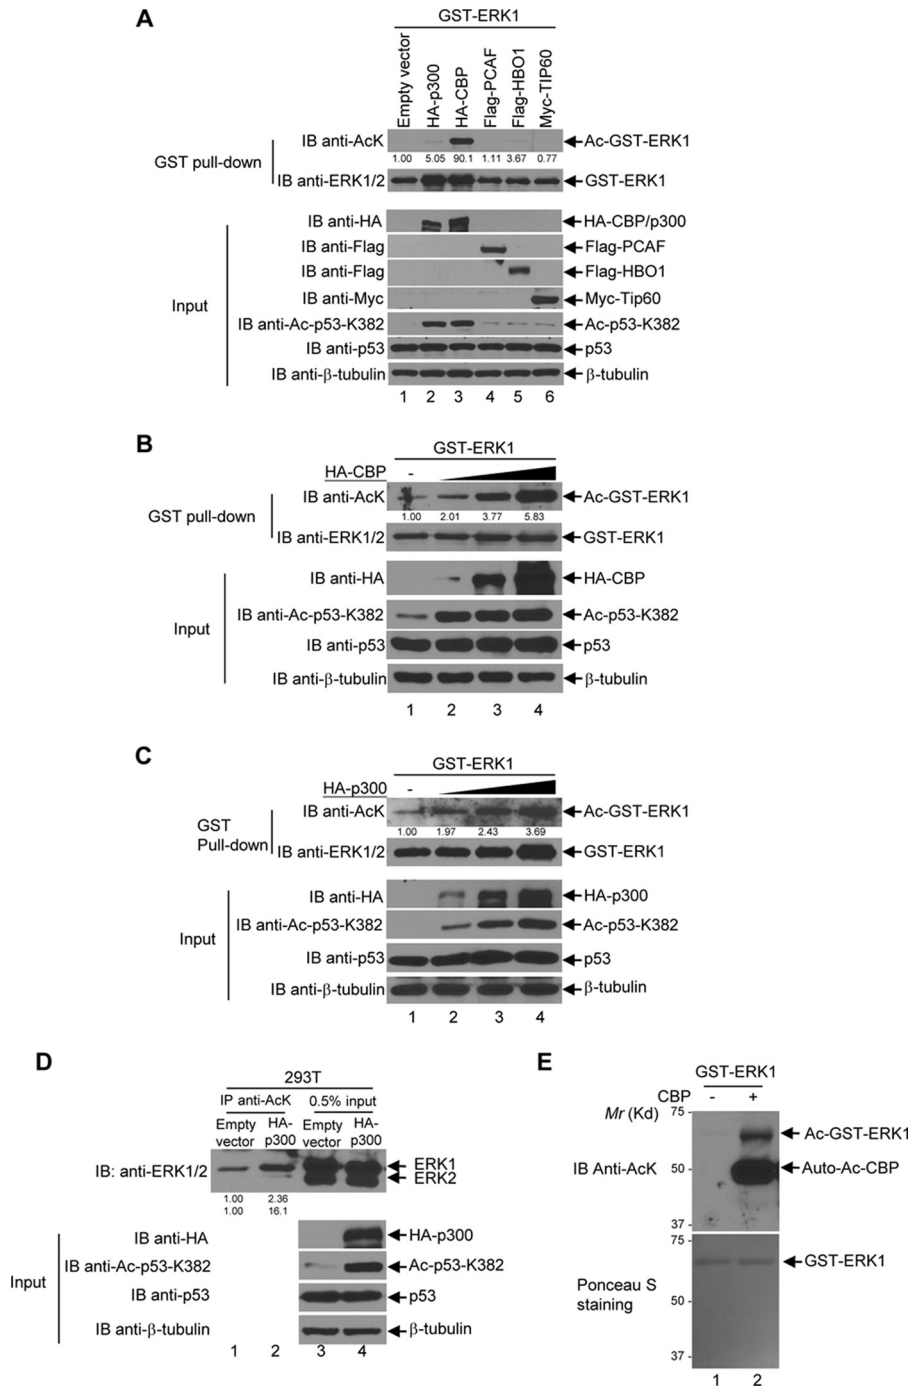 A
GST-ERK1
Empty vector
HA-p300
HA-CBP
Flag-PCAF
Flag-HBO1
Myc-TIP60
GST pull-down
IB anti-AcK
Ac-GST-ERK1
1.00 5.05 90.1 1.11 3.67 0.77
IB anti-ERK1/2
GST-ERK1
Input
IB anti-HA
HA-CBP/p300
IB anti-Flag
Flag-PCAF
IB anti-Flag
Flag-HBO1
IB anti-Myc
Myc-Tip60
IB anti-Ac-p53-K382
Ac-p53-K382
IB anti-p53
p53
IB anti-β-tubulin
β-tubulin
1 2 3 4 5 6
B
GST-ERK1
HA-CBP -
GST pull-down
IB anti-AcK
Ac-GST-ERK1
1.00 2.01 3.77 5.83
IB anti-ERK1/2
GST-ERK1
Input
IB anti-HA
HA-CBP
IB anti-Ac-p53-K382
Ac-p53-K382
IB anti-p53
p53
IB anti-β-tubulin
β-tubulin
1 2 3 4
C
GST-ERK1
HA-p300 -
GST
Pull-down
IB anti-AcK
Ac-GST-ERK1
1.00 1.97 2.43 3.69
IB anti-ERK1/2
GST-ERK1
Input
IB anti-HA
HA-p300
IB anti-Ac-p53-K382
Ac-p53-K382
IB anti-p53
p53
IB anti-β-tubulin
β-tubulin
1 2 3 4
D
293T
IP anti-AcK 0.5% input
Empty vector
HA-p300
Empty vector
HA-p300
IB: anti-ERK1/2
ERK1
ERK2
1.00 2.36
1.00 16.1
Input
IB anti-HA
HA-p300
IB anti-Ac-p53-K382
Ac-p53-K382
IB anti-p53
p53
IB anti-β-tubulin
β-tubulin
1 2 3 4
E
GST-ERK1
CBP - +
Mr (Kd)
75 -
Ac-GST-ERK1
IB Anti-AcK
50 -
Auto-Ac-CBP
37 -
75 -
GST-ERK1
Ponceau S
staining
50 -
37 -
1 2